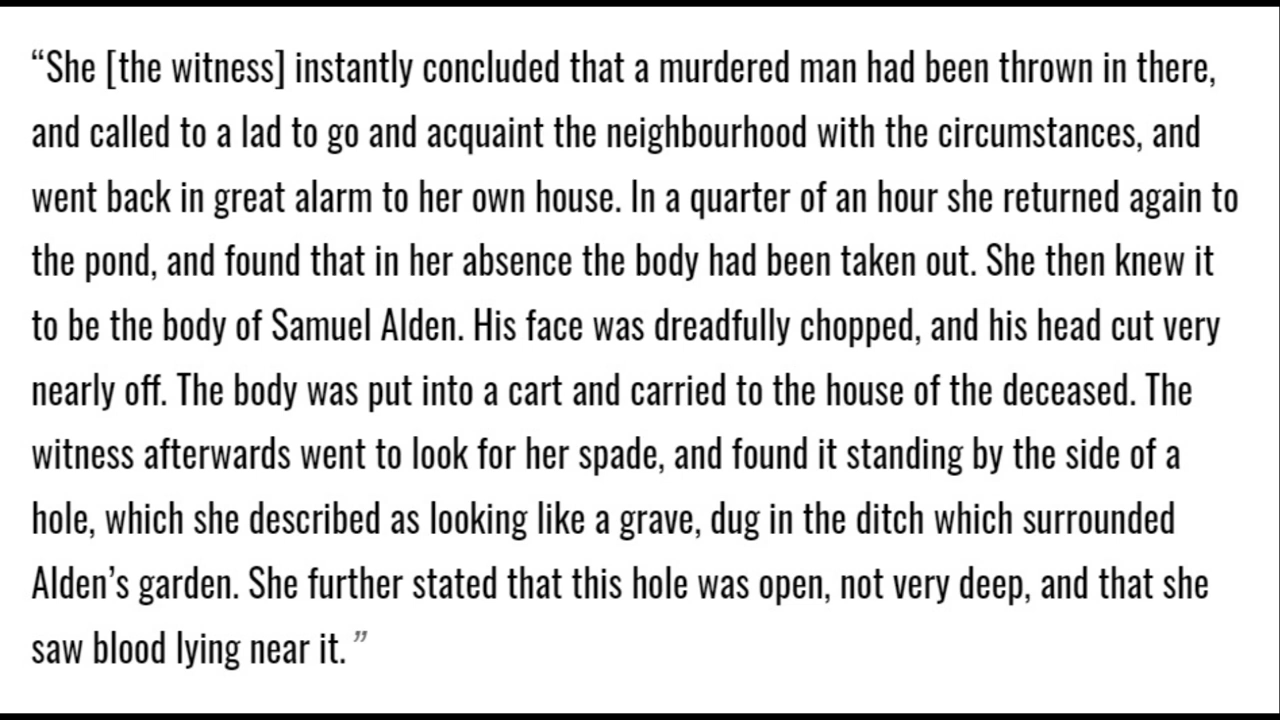 “She [the witness] instantly concluded that a murdered man had been thrown in there,
and called to a lad to go and acquaint the neighbourhood with the circumstances, and
went back in great alarm to her own house. In a quarter of an hour she returned again to
the pond, and found that in her absence the body had been taken out. She then knew it
to be the body of Samuel Alden. His face was dreadfully chopped, and his head cut very
nearly off. The body was put into a cart and carried to the house of the deceased. The
witness afterwards went to look for her spade, and found it standing by the side of a
hole, which she described as looking like a grave, dug in the ditch which surrounded
Alden’s garden. She further stated that this hole was open, not very deep, and that she
saw blood lying near it.”